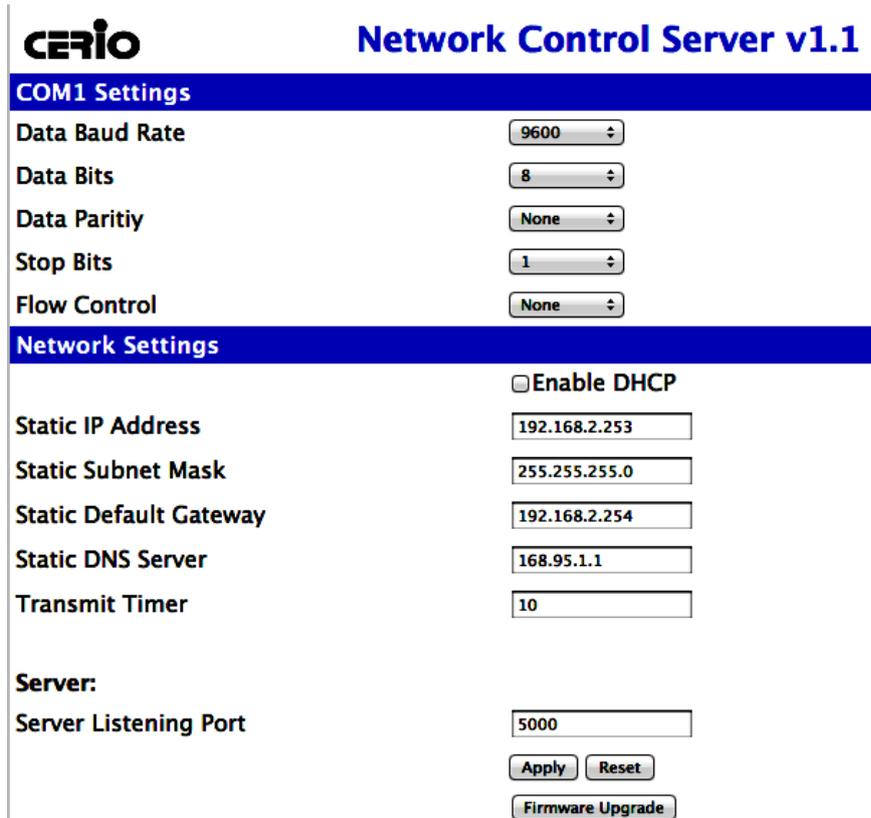 CERIO Network Control Server v1.1
COM1 Settings
Data Baud Rate 9600
Data Bits 8
Data Paritiy None
Stop Bits 1
Flow Control None
Network Settings
Enable DHCP
Static IP Address 192.168.2.253
Static Subnet Mask 255.255.255.0
Static Default Gateway 192.168.2.254
Static DNS Server 168.95.1.1
Transmit Timer 10
Server:
Server Listening Port 5000
Apply Reset
Firmware Upgrade